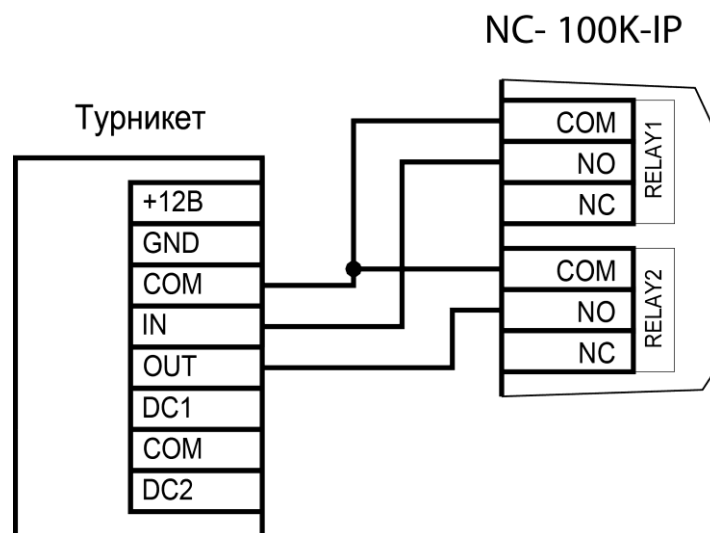 NC- 100K-IP
Турникет
+12В
GND
COM
IN
OUT
DC1
COM
DC2
COM
NO
NC
RELAY1
COM
NO
NC
RELAY2